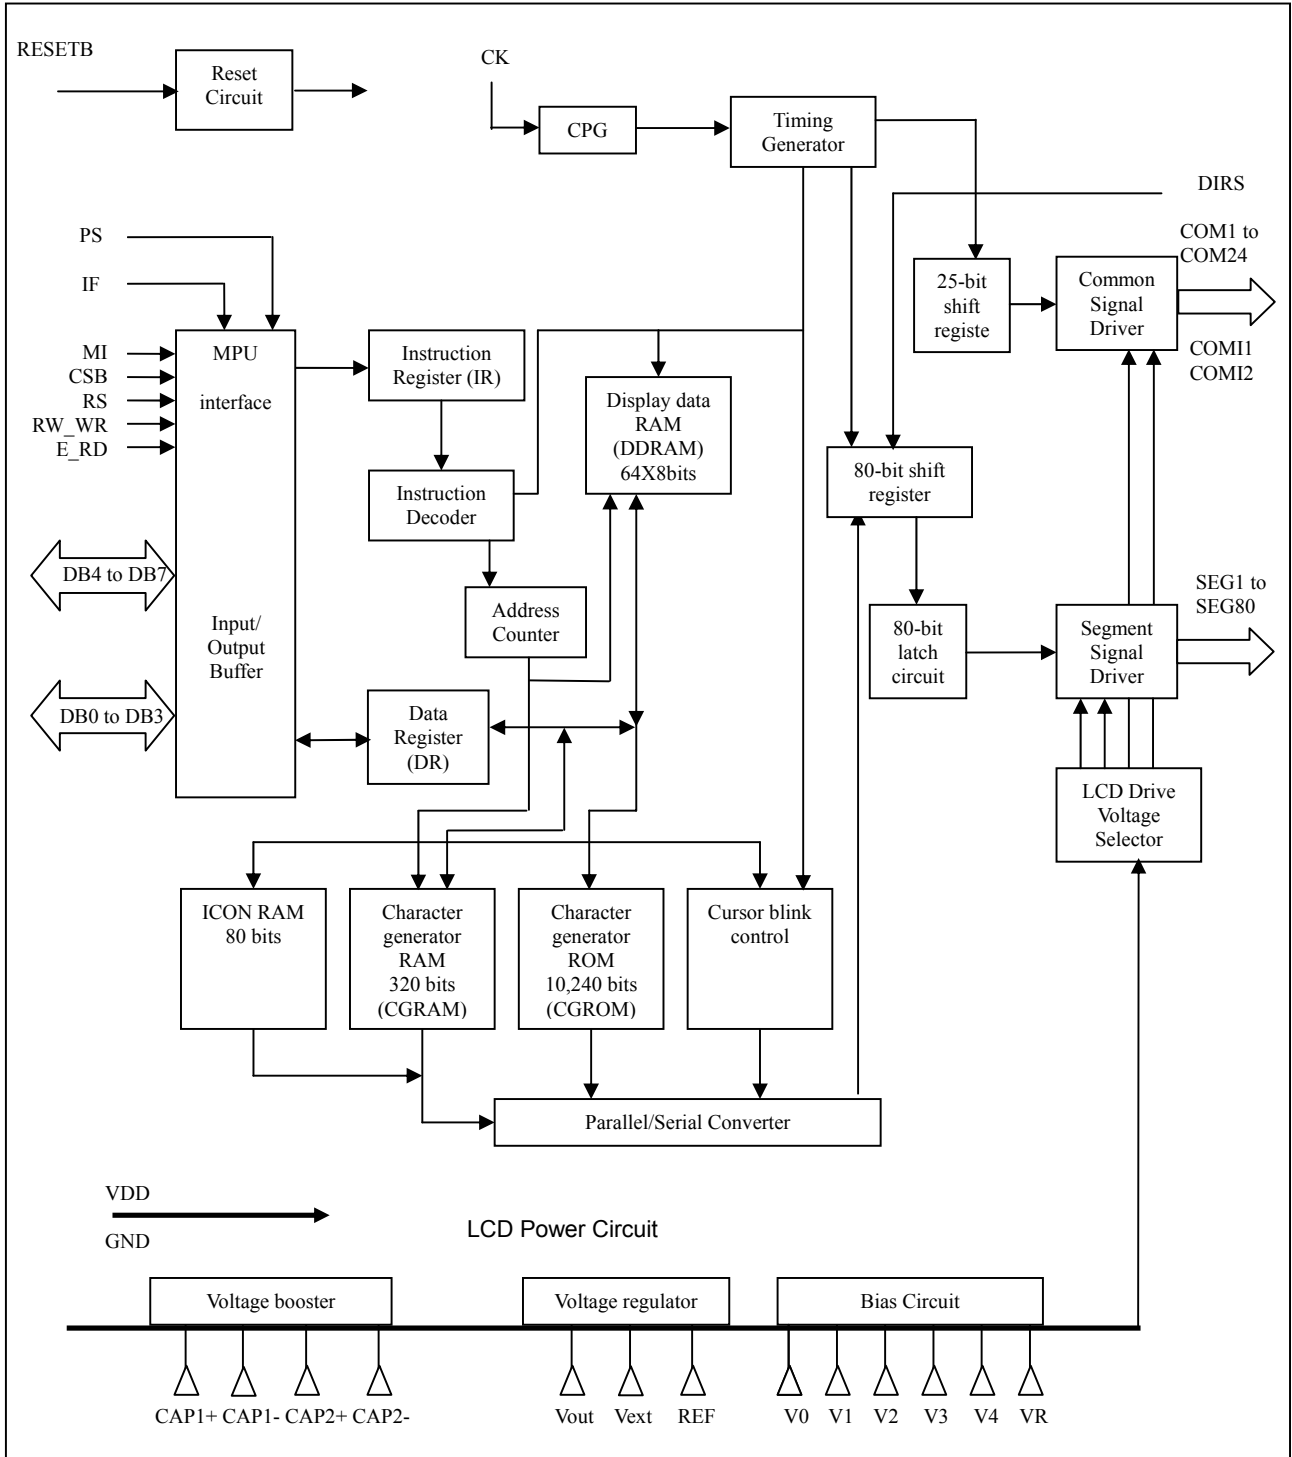 RESETB
Reset
Circuit
CK
CPG
Timing
Generator
DIRS
PS
IF
COM1 to
COM24
25-bit
shift
registe
Common
Signal
Driver
COMI1
COMI2
MI
CSB
RS
RW_WR
E_RD
MPU
interface
Instruction
Register (IR)
Display data
RAM
(DDRAM)
64X8bits
Instruction
Decoder
80-bit shift
register
DB4 to DB7
Input/
Output
Buffer
Address
Counter
80-bit
latch
circuit
Segment
Signal
Driver
SEG1 to
SEG80
DB0 to DB3
Data
Register
(DR)
LCD Drive
Voltage
Selector
ICON RAM
80 bits
Character
generator
RAM
320 bits
(CGRAM)
Character
generator
ROM
10,240 bits
(CGROM)
Cursor blink
control
Parallel/Serial Converter
VDD
GND
LCD Power Circuit
Voltage booster
Voltage regulator
Bias Circuit
CAP1+ CAP1- CAP2+ CAP2-
Vout Vext REF
V0 V1 V2 V3 V4 VR